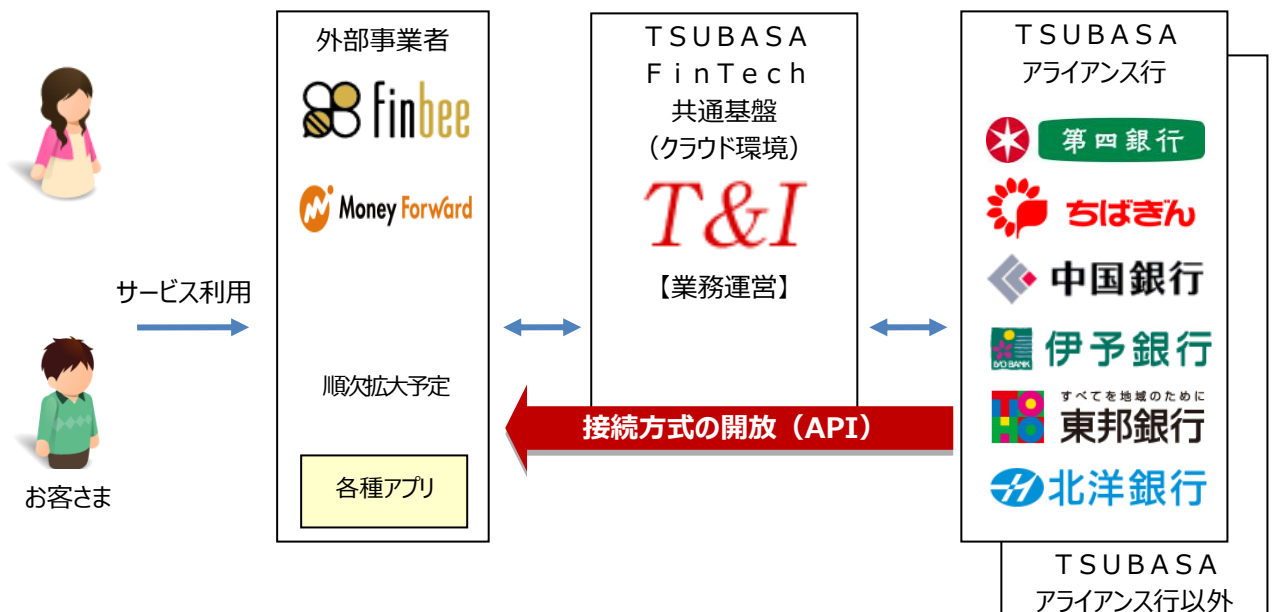 サービス利用
お客さま
外部事業者
finbee
Money Forward
順次拡大予定
各種アプリ
ＴＳＵＢＡＳＡ
ＦｉｎＴｅｃｈ
共通基盤
（クラウド環境）
T&I
【業務運営】
接続方式の開放（API）
ＴＳＵＢＡＳＡ
アライアンス行
第四銀行
ちばぎん
中国銀行
IYO BANK
伊予銀行
TOHO
すべてを地域のために
東邦銀行
北洋銀行
ＴＳＵＢＡＳＡ
アライアンス行以外